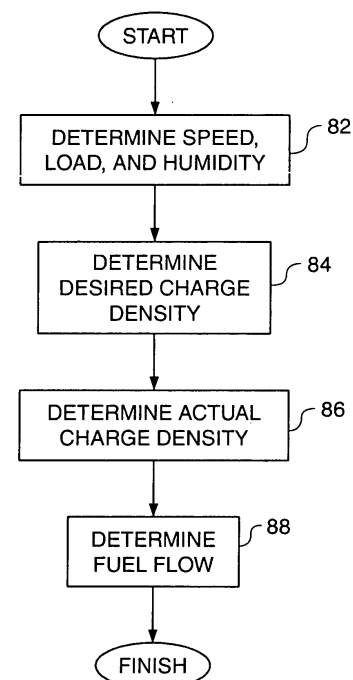 START
DETERMINE SPEED,
LOAD, AND HUMIDITY
82
DETERMINE
DESIRED CHARGE
DENSITY
84
DETERMINE ACTUAL
CHARGE DENSITY
86
DETERMINE
FUEL FLOW
88
FINISH